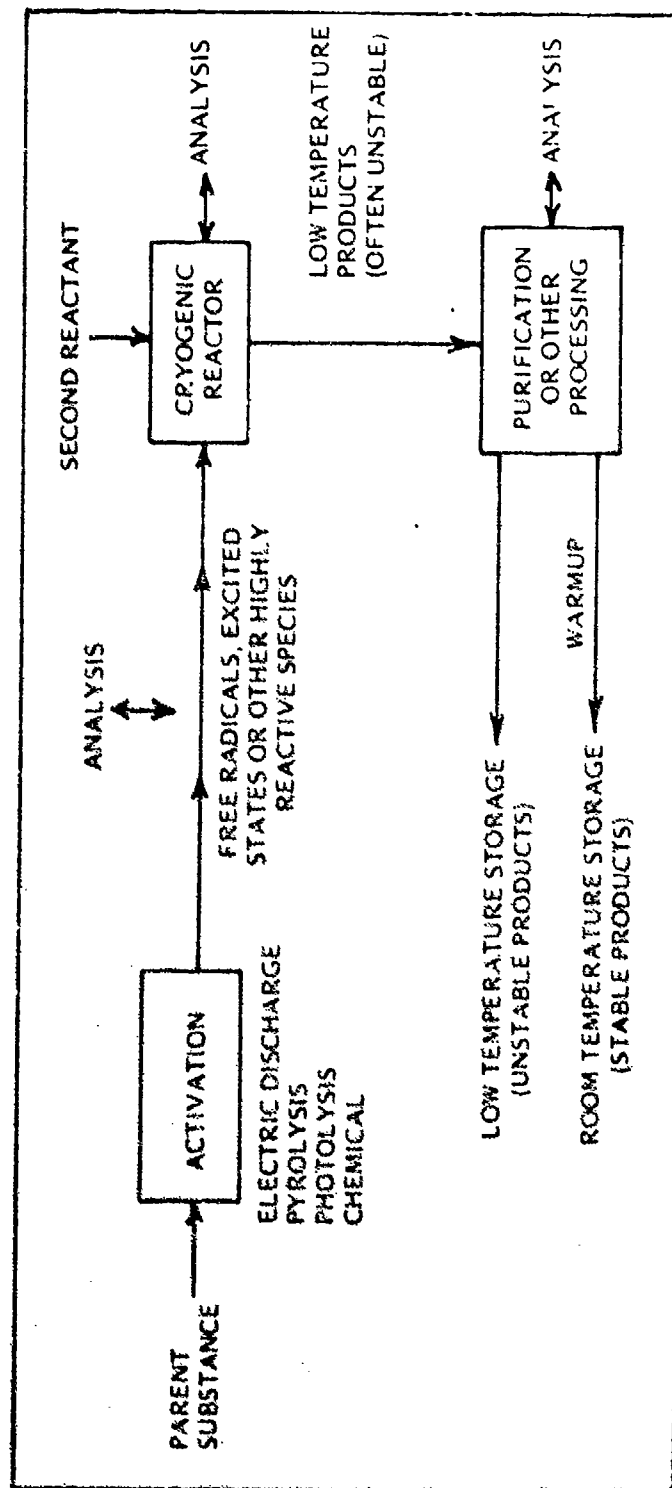 PARENT
SUBSTANCE
ACTIVATION
ELECTRIC DISCHARGE
PYROLYSIS
PHOTOLYSIS
CHEMICAL
ANALYSIS
FREE RADICALS, EXCITED
STATES OR OTHER HIGHLY
REACTIVE SPECIES
SECOND REACTANT
CRYOGENIC
REACTOR
ANALYSIS
LOW TEMPERATURE
PRODUCTS
(OFTEN UNSTABLE)
PURIFICATION
OR OTHER
PROCESSING
ANALYSIS
LOW TEMPERATURE STORAGE
(UNSTABLE PRODUCTS)
WARMUP
ROOM TEMPERATURE STORAGE
(STABLE PRODUCTS)